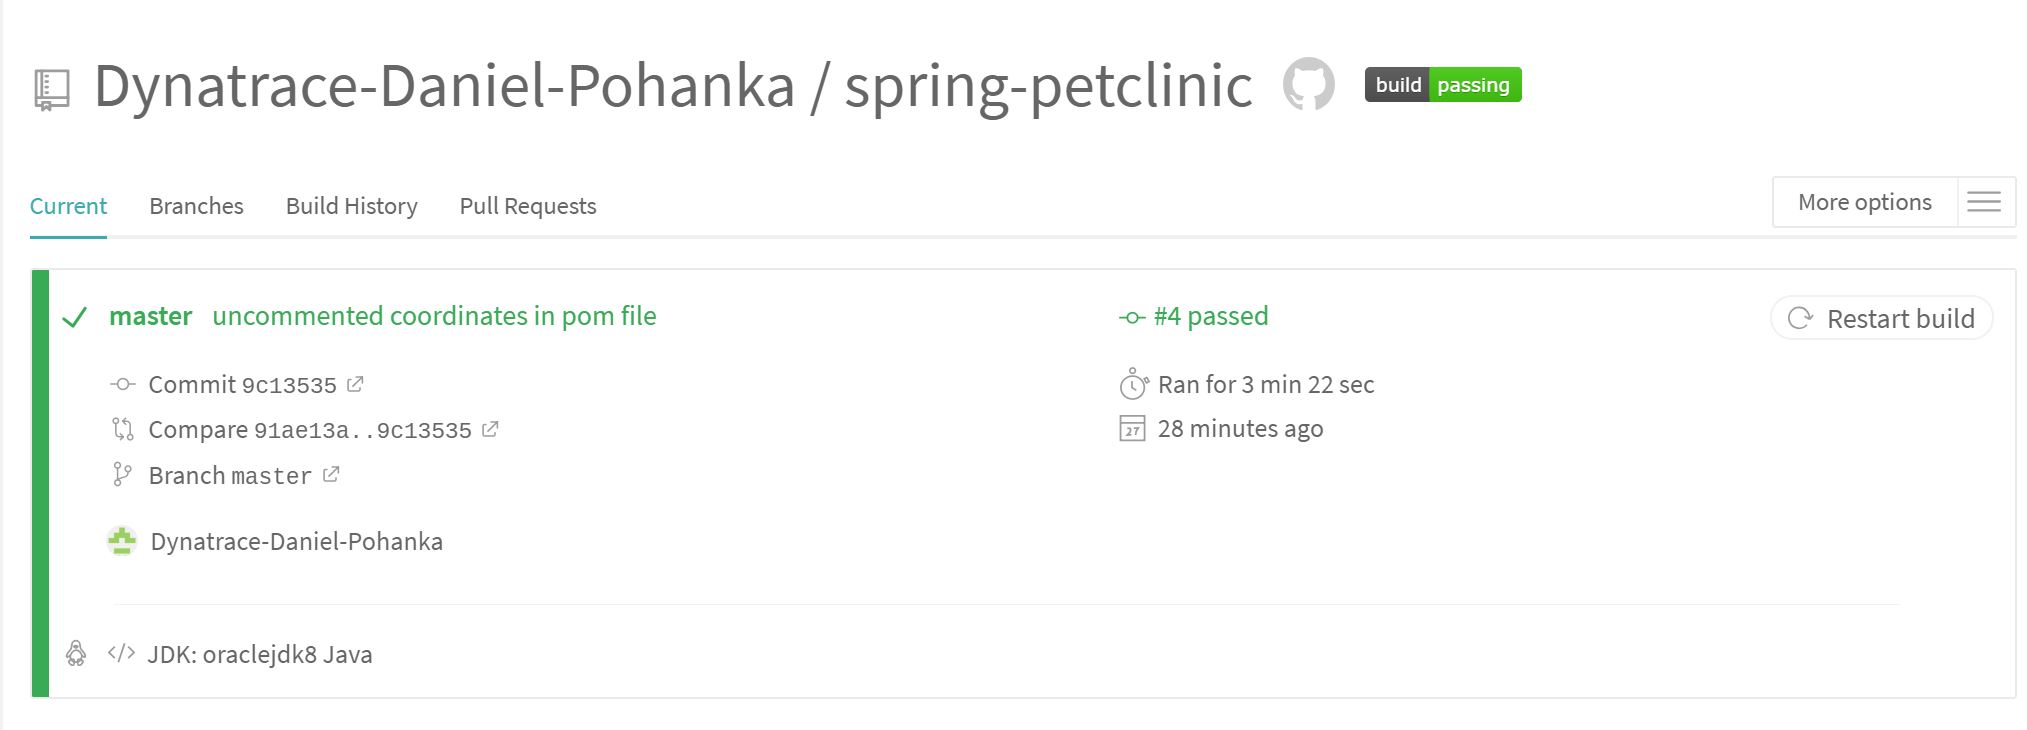 Dynatrace-Daniel-Pohanka / spring-petclinic build passing
Current Branches Build History Pull Requests More options
master uncommented coordinates in pom file #4 passed Restart build
Commit 9c13535 Ran for 3 min 22 sec
Compare 91ae13a..9c13535 27 28 minutes ago
Branch master
Dynatrace-Daniel-Pohanka
</> JDK: oraclejdk8 Java